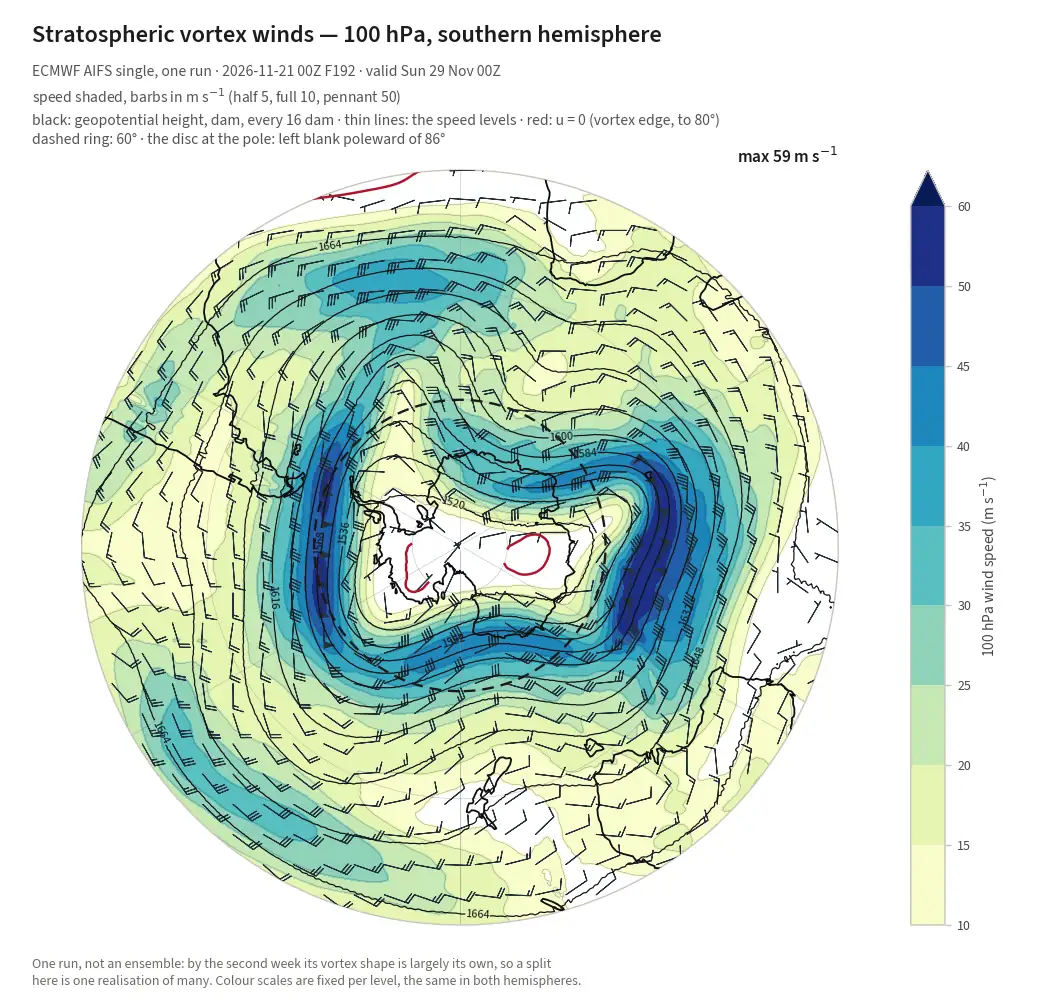 Stratospheric vortex winds — 100 hPa, southern hemisphere
ECMWF AIFS single, one run · 2026-11-21 00Z F192 · valid Sun 29 Nov 00Z
speed shaded, barbs in m s⁻¹ (half 5, full 10, pennant 50)
black: geopotential height, dam, every 16 dam · thin lines: the speed levels · red: u = 0 (vortex edge, to 80°)
dashed ring: 60° · the disc at the pole: left blank poleward of 86°
max 59 m s⁻¹
60
50
45
40
35
30
25
20
15
10
100 hPa wind speed (m s⁻¹)
1664
1600
1584
1520
1536
1568
1616
1632
1648
1664
1664
One run, not an ensemble: by the second week its vortex shape is largely its own, so a split
here is one realisation of many. Colour scales are fixed per level, the same in both hemispheres.